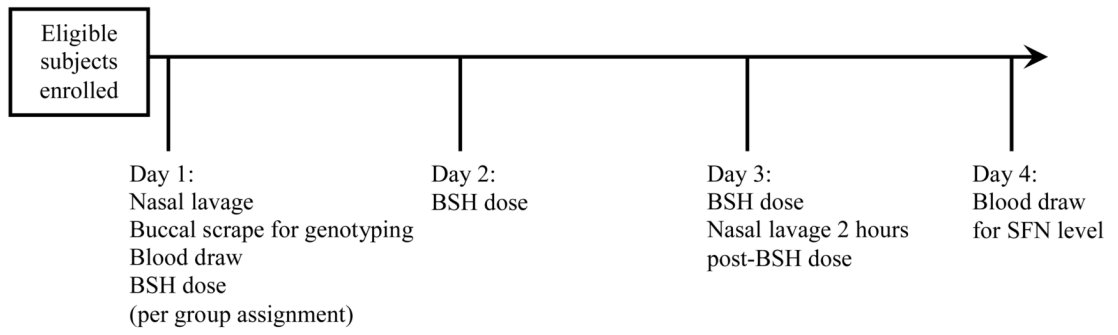 Eligible
subjects
enrolled
Day 1:
Nasal lavage
Buccal scrape for genotyping
Blood draw
BSH dose
(per group assignment)
Day 2:
BSH dose
Day 3:
BSH dose
Nasal lavage 2 hours
post-BSH dose
Day 4:
Blood draw
for SFN level